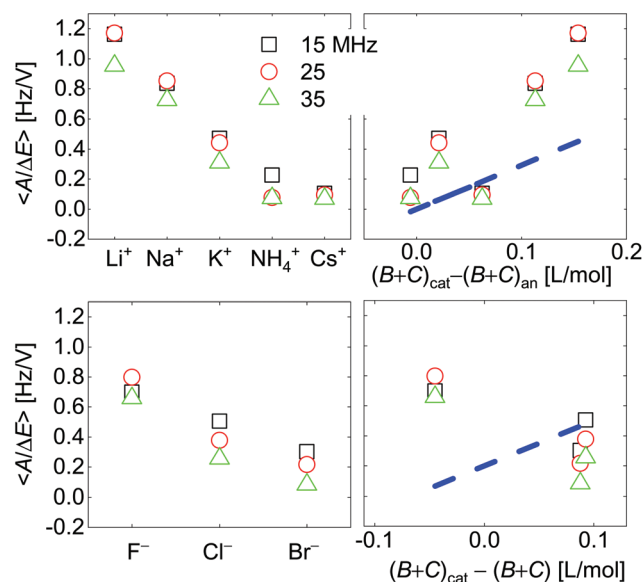 <A/ΔE> [Hz/V]
1.2
1.0
0.8
0.6
0.4
0.2
0.0
-0.2
15 MHz
25
35
Li⁺ Na⁺ K⁺ NH₄⁺ Cs⁺
0.0 0.1 0.2
(B+C)cat–(B+C)an [L/mol]
<A/ΔE> [Hz/V]
1.2
1.0
0.8
0.6
0.4
0.2
0.0
-0.2
F⁻ Cl⁻ Br⁻
-0.1 0.0 0.1
(B+C)cat – (B+C) [L/mol]